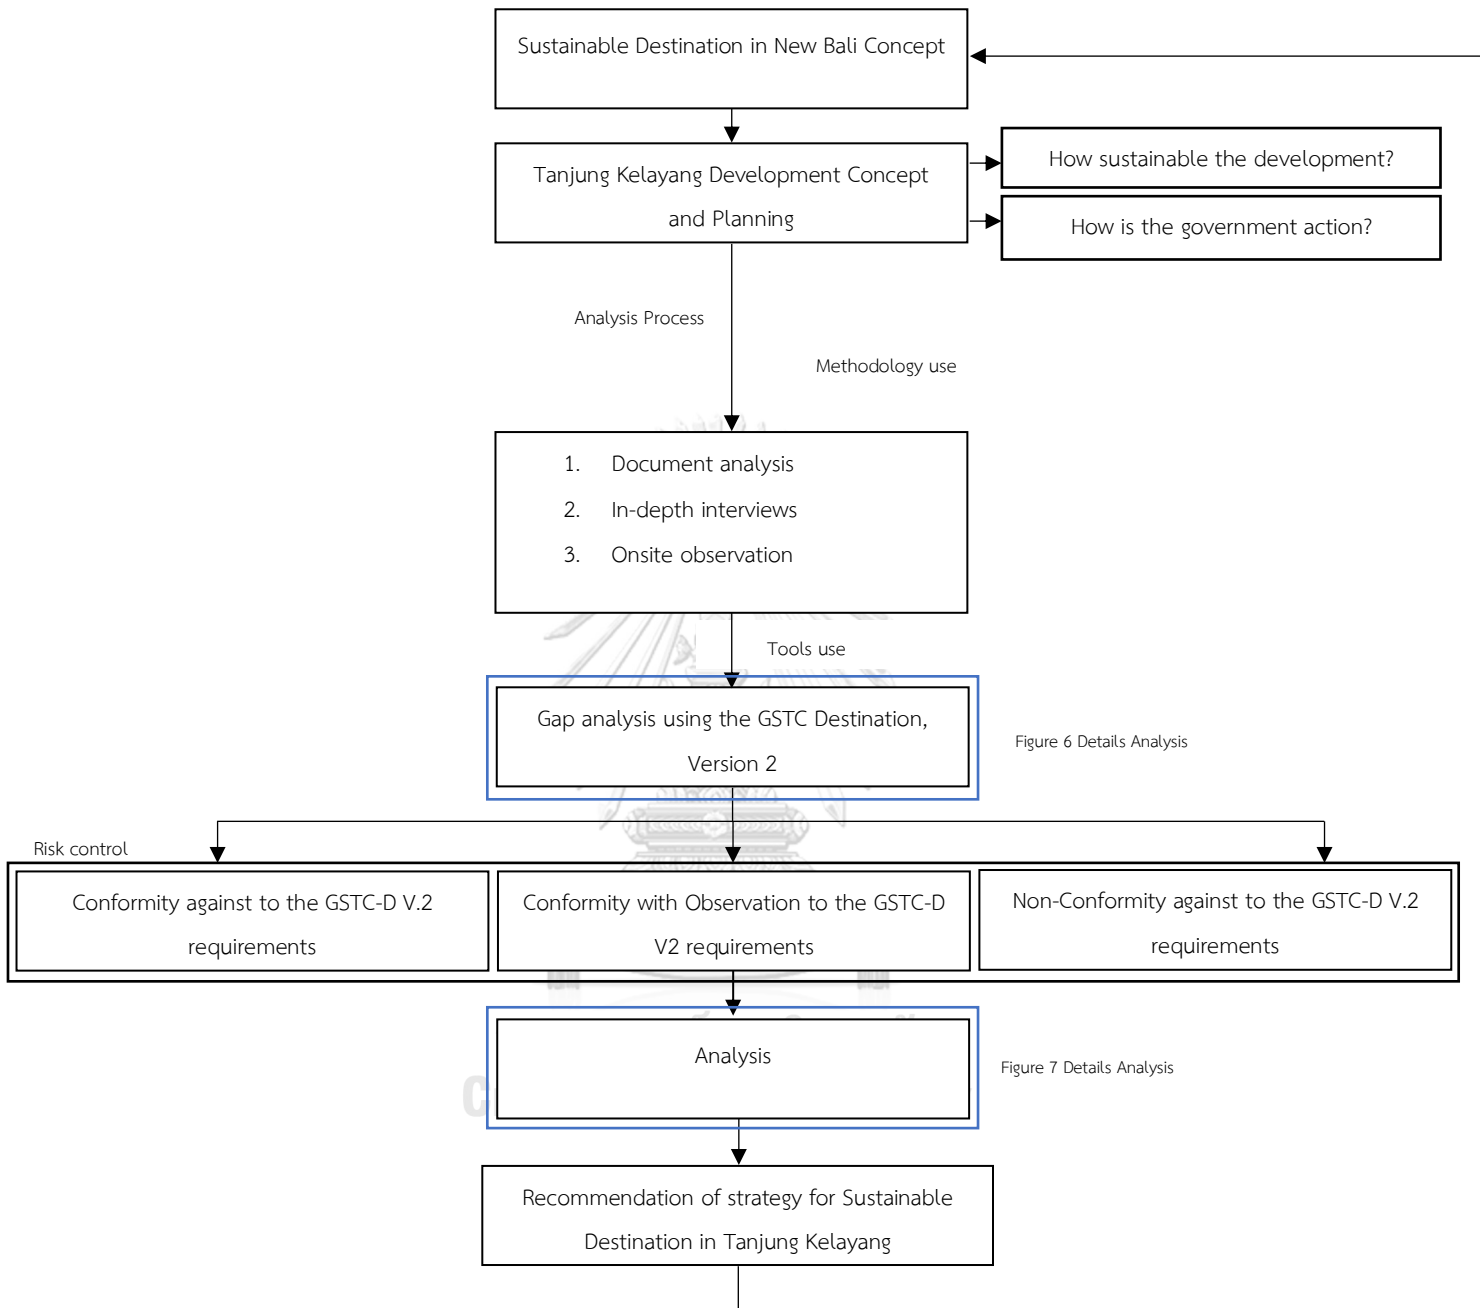 Sustainable Destination in New Bali Concept
Tanjung Kelayang Development Concept
and Planning
How sustainable the development?
How is the government action?
Analysis Process
Methodology use
1. Document analysis
2. In-depth interviews
3. Onsite observation
Tools use
Gap analysis using the GSTC Destination,
Version 2
Figure 6 Details Analysis
Risk control
Conformity against to the GSTC-D V.2
requirements
Conformity with Observation to the GSTC-D
V2 requirements
Non-Conformity against to the GSTC-D V.2
requirements
Analysis
Figure 7 Details Analysis
Recommendation of strategy for Sustainable
Destination in Tanjung Kelayang